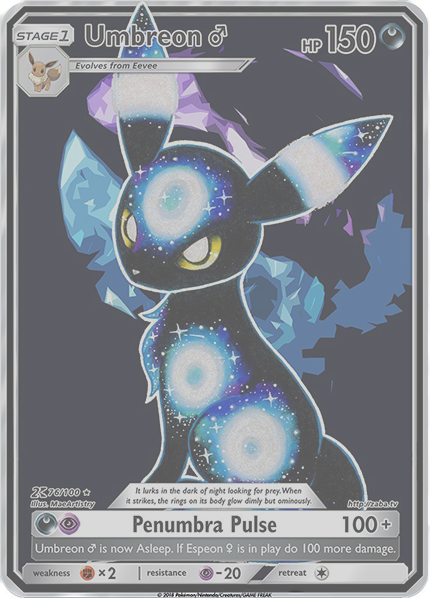 STAGE1
Umbreon ♂
HP 150
Evolves from Eevee
76/100 ★
Illus. MaeArtistry
It lurks in the dark of night looking for prey. When
it strikes, the rings on its body glow dimly but ominously.
http://zaba.tv
Penumbra Pulse 100+
Umbreon ♂ is now Asleep. If Espeon ♀ is in play do 100 more damage.
weakness ×2 resistance -20 retreat
© 2018 Pokémon/Nintendo/Creatures/GAME FREAK